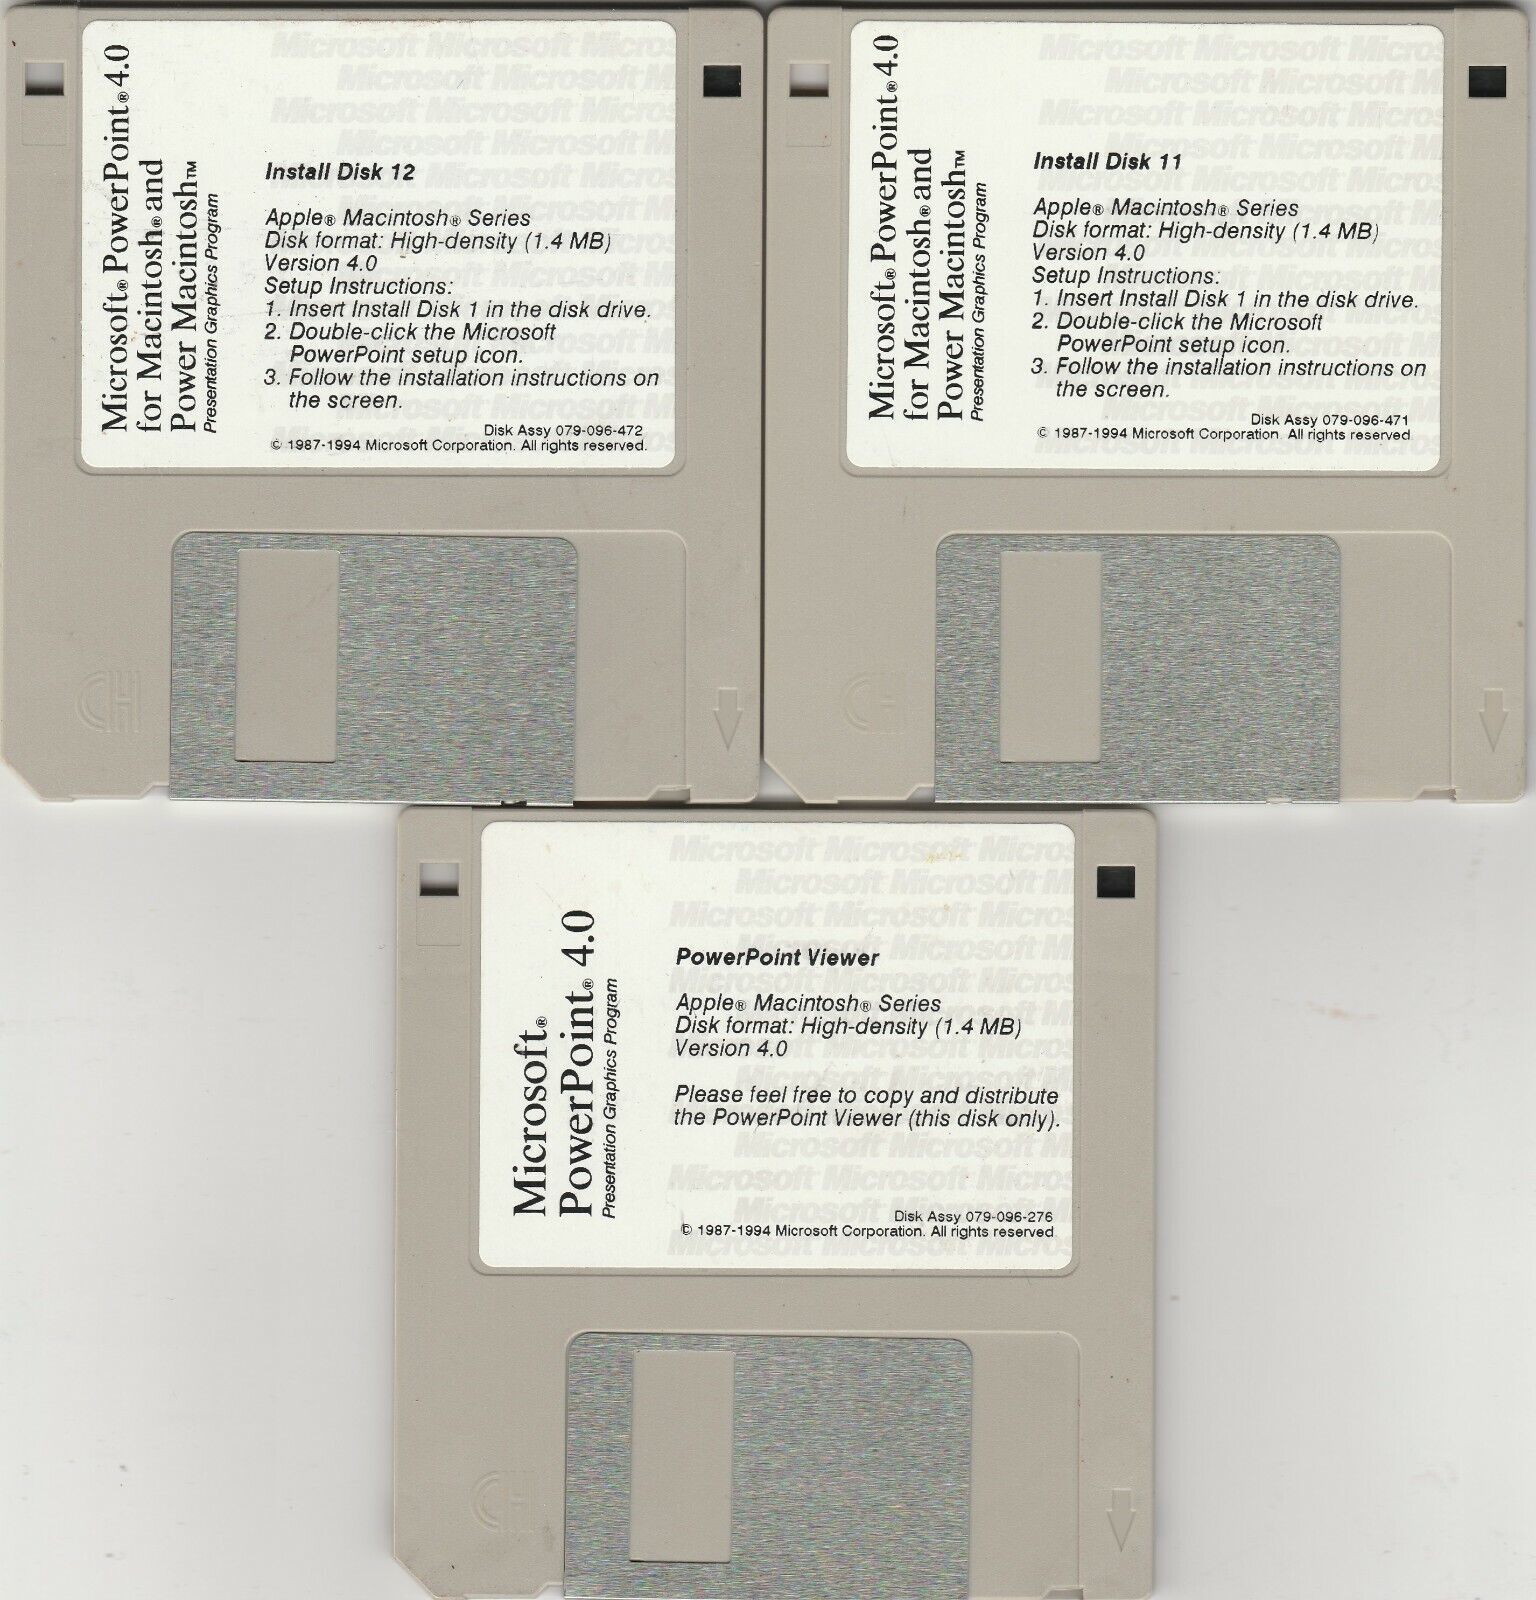 Microsoft® PowerPoint® 4.0
for Macintosh® and
Power Macintosh™
Presentation Graphics Program
Install Disk 12
Apple® Macintosh® Series
Disk format: High-density (1.4 MB)
Version 4.0
Setup Instructions:
1. Insert Install Disk 1 in the disk drive.
2. Double-click the Microsoft
PowerPoint setup icon.
3. Follow the installation instructions on
the screen.
Disk Assy 079-096-472
© 1987-1994 Microsoft Corporation. All rights reserved.
CH
Microsoft® PowerPoint® 4.0
for Macintosh® and
Power Macintosh™
Presentation Graphics Program
Install Disk 11
Apple® Macintosh® Series
Disk format: High-density (1.4 MB)
Version 4.0
Setup Instructions:
1. Insert Install Disk 1 in the disk drive.
2. Double-click the Microsoft
PowerPoint setup icon.
3. Follow the installation instructions on
the screen.
Disk Assy 079-096-471
© 1987-1994 Microsoft Corporation. All rights reserved
CH
Microsoft®
PowerPoint® 4.0
Presentation Graphics Program
PowerPoint Viewer
Apple® Macintosh® Series
Disk format: High-density (1.4 MB)
Version 4.0
Please feel free to copy and distribute
the PowerPoint Viewer (this disk only).
Disk Assy 079-096-276
© 1987-1994 Microsoft Corporation. All rights reserved
CH